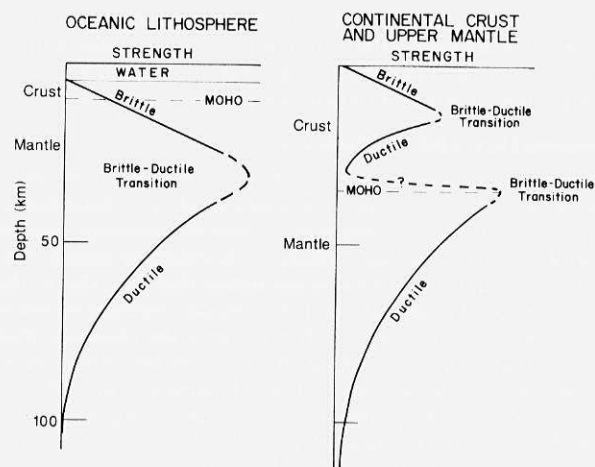 OCEANIC LITHOSPHERE
STRENGTH
WATER
Crust
Brittle
MOHO
Mantle
Brittle-Ductile
Transition
Depth (km)
50
Ductile
100
CONTINENTAL CRUST
AND UPPER MANTLE
STRENGTH
Brittle
Brittle-Ductile
Transition
Crust
Ductile
?
MOHO
Brittle-Ductile
Transition
Mantle
Ductile